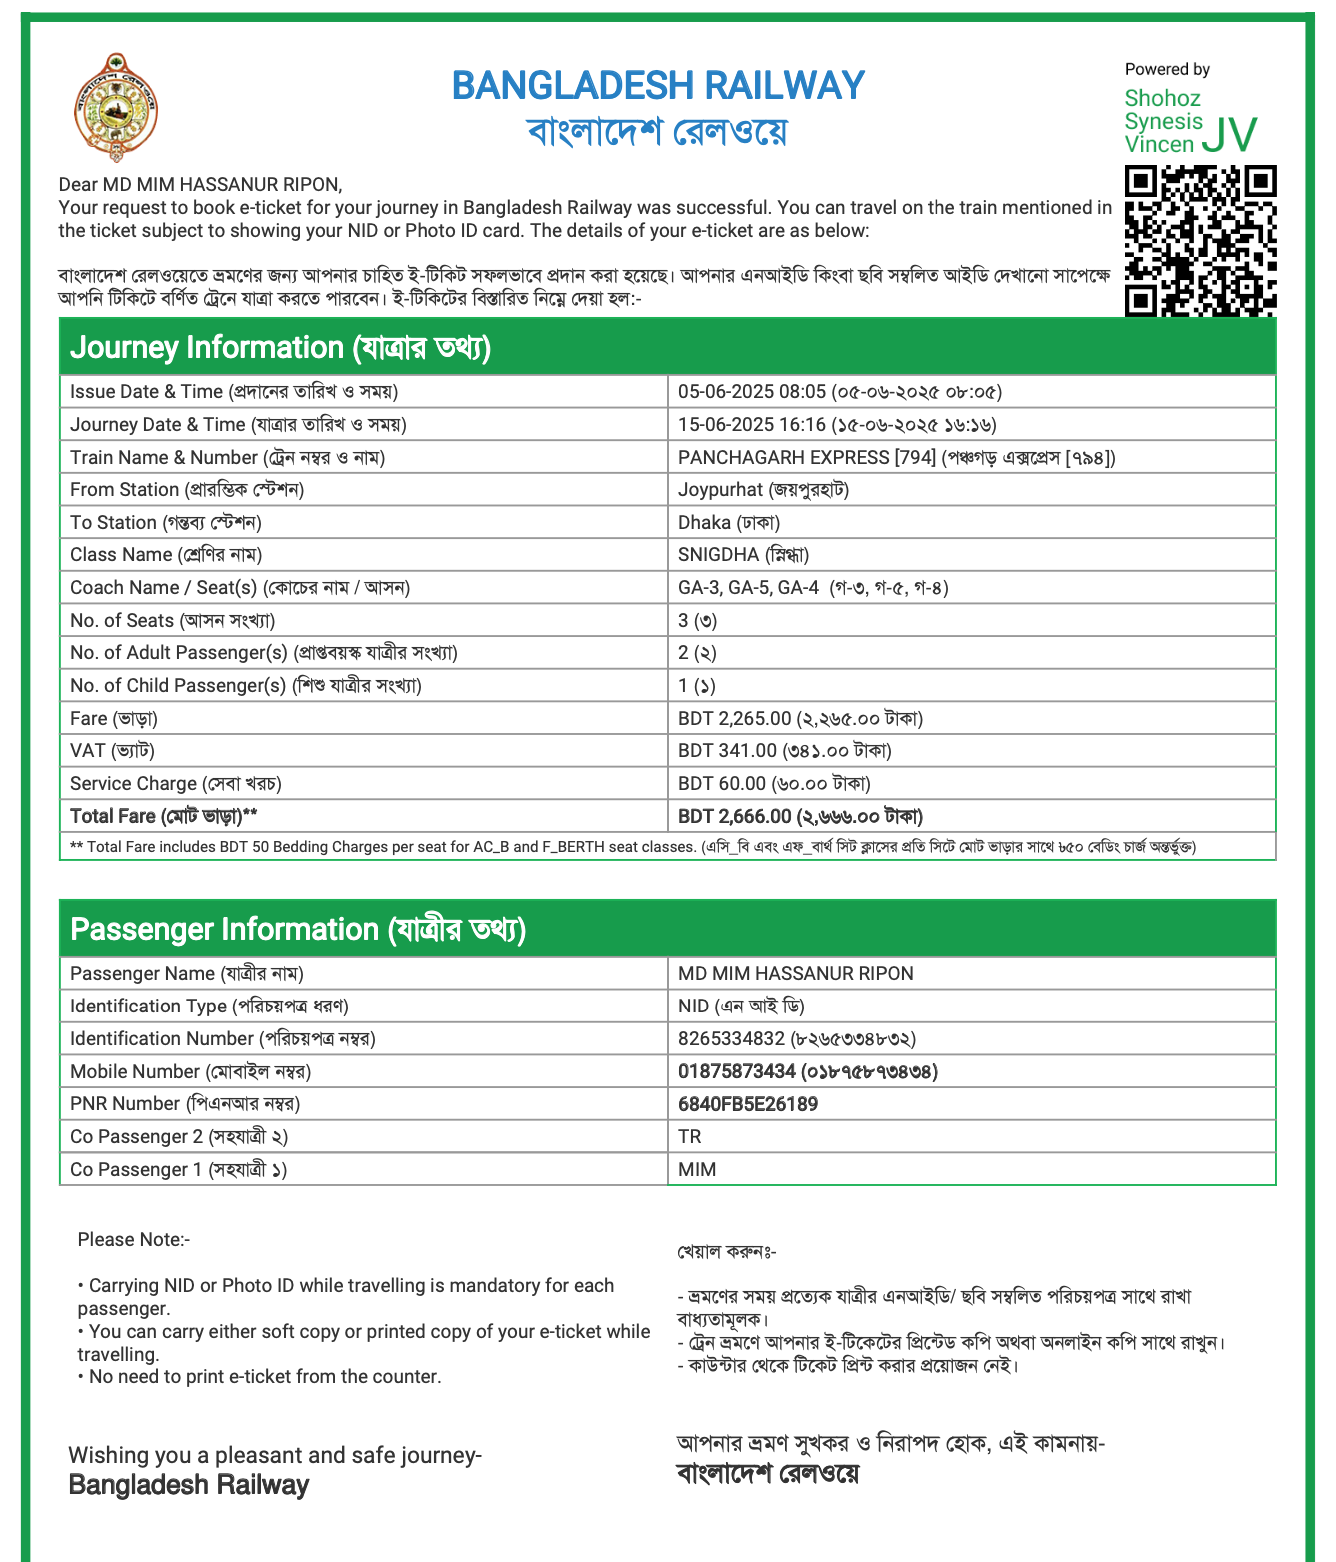 BANGLADESH RAILWAY
বাংলাদেশ রেলওয়ে
Powered by
Shohoz
Synesis
Vincen JV
Dear MD MIM HASSANUR RIPON,
Your request to book e-ticket for your journey in Bangladesh Railway was successful. You can travel on the train mentioned in
the ticket subject to showing your NID or Photo ID card. The details of your e-ticket are as below:
বাংলাদেশ রেলওয়েতে ভ্রমণের জন্য আপনার চাহিত ই-টিকিট সফলভাবে প্রদান করা হয়েছে। আপনার এনআইডি কিংবা ছবি সম্বলিত আইডি দেখানো সাপেক্ষে
আপনি টিকিটে বর্ণিত ট্রেনে যাত্রা করতে পারবেন। ই-টিকিটের বিস্তারিত নিম্নে দেয়া হল:-
Journey Information (যাত্রার তথ্য)
Issue Date & Time (প্রদানের তারিখ ও সময়) 05-06-2025 08:05 (০৫-০৬-২০২৫ ০৮:০৫)
Journey Date & Time (যাত্রার তারিখ ও সময়) 15-06-2025 16:16 (১৫-০৬-২০২৫ ১৬:১৬)
Train Name & Number (ট্রেন নম্বর ও নাম) PANCHAGARH EXPRESS [794] (পঞ্চগড় এক্সপ্রেস [৭৯৪])
From Station (প্রারম্ভিক স্টেশন) Joypurhat (জয়পুরহাট)
To Station (গন্তব্য স্টেশন) Dhaka (ঢাকা)
Class Name (শ্রেণির নাম) SNIGDHA (স্নিগ্ধা)
Coach Name / Seat(s) (কোচের নাম / আসন) GA-3, GA-5, GA-4 (গ-৩, গ-৫, গ-৪)
No. of Seats (আসন সংখ্যা) 3 (৩)
No. of Adult Passenger(s) (প্রাপ্তবয়স্ক যাত্রীর সংখ্যা) 2 (২)
No. of Child Passenger(s) (শিশু যাত্রীর সংখ্যা) 1 (১)
Fare (ভাড়া) BDT 2,265.00 (২,২৬৫.০০ টাকা)
VAT (ভ্যাট) BDT 341.00 (৩৪১.০০ টাকা)
Service Charge (সেবা খরচ) BDT 60.00 (৬০.০০ টাকা)
Total Fare (মোট ভাড়া)** BDT 2,666.00 (২,৬৬৬.০০ টাকা)
** Total Fare includes BDT 50 Bedding Charges per seat for AC_B and F_BERTH seat classes. (এসি_বি এবং এফ_বার্থ সিট ক্লাসের প্রতি সিটে মোট ভাড়ার সাথে ৳৫০ বেডিং চার্জ অন্তর্ভুক্ত)
Passenger Information (যাত্রীর তথ্য)
Passenger Name (যাত্রীর নাম) MD MIM HASSANUR RIPON
Identification Type (পরিচয়পত্র ধরণ) NID (এন আই ডি)
Identification Number (পরিচয়পত্র নম্বর) 8265334832 (৮২৬৫৩৩৪৮৩২)
Mobile Number (মোবাইল নম্বর) 01875873434 (০১৮৭৫৮৭৩৪৩৪)
PNR Number (পিএনআর নম্বর) 6840FB5E26189
Co Passenger 2 (সহযাত্রী ২) TR
Co Passenger 1 (সহযাত্রী ১) MIM
Please Note:-
• Carrying NID or Photo ID while travelling is mandatory for each
passenger.
• You can carry either soft copy or printed copy of your e-ticket while
travelling.
• No need to print e-ticket from the counter.
খেয়াল করুনঃ-
- ভ্রমণের সময় প্রত্যেক যাত্রীর এনআইডি/ ছবি সম্বলিত পরিচয়পত্র সাথে রাখা
বাধ্যতামূলক।
- ট্রেন ভ্রমণে আপনার ই-টিকেটের প্রিন্টেড কপি অথবা অনলাইন কপি সাথে রাখুন।
- কাউন্টার থেকে টিকেট প্রিন্ট করার প্রয়োজন নেই।
Wishing you a pleasant and safe journey-
Bangladesh Railway
আপনার ভ্রমণ সুখকর ও নিরাপদ হোক, এই কামনায়-
বাংলাদেশ রেলওয়ে